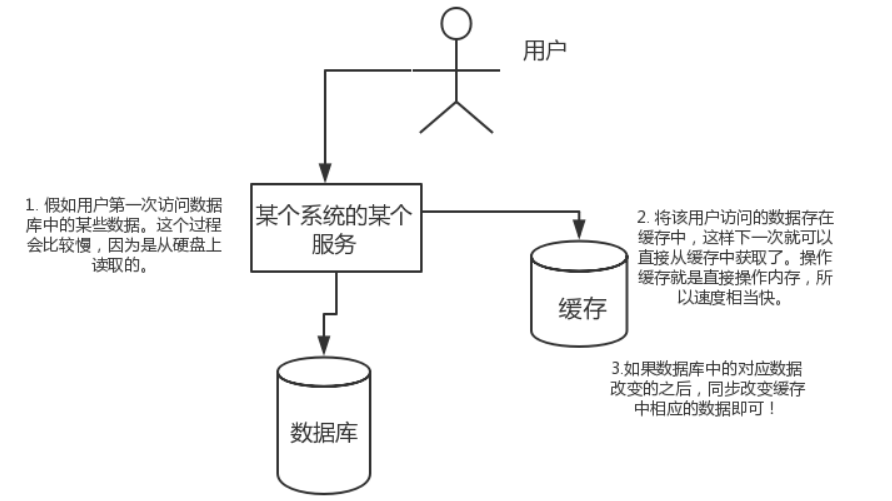 用户
1. 假如用户第一次访问数据
库中的某些数据。这个过程
会比较慢，因为是从硬盘上
读取的。
某个系统的某个
服务
2. 将该用户访问的数据存在
缓存中，这样下一次就可以
直接从缓存中获取了。操作
缓存就是直接操作内存，所
以速度相当快。
缓存
3.如果数据库中的对应数据
改变的之后，同步改变缓存
中相应的数据即可！
数据库